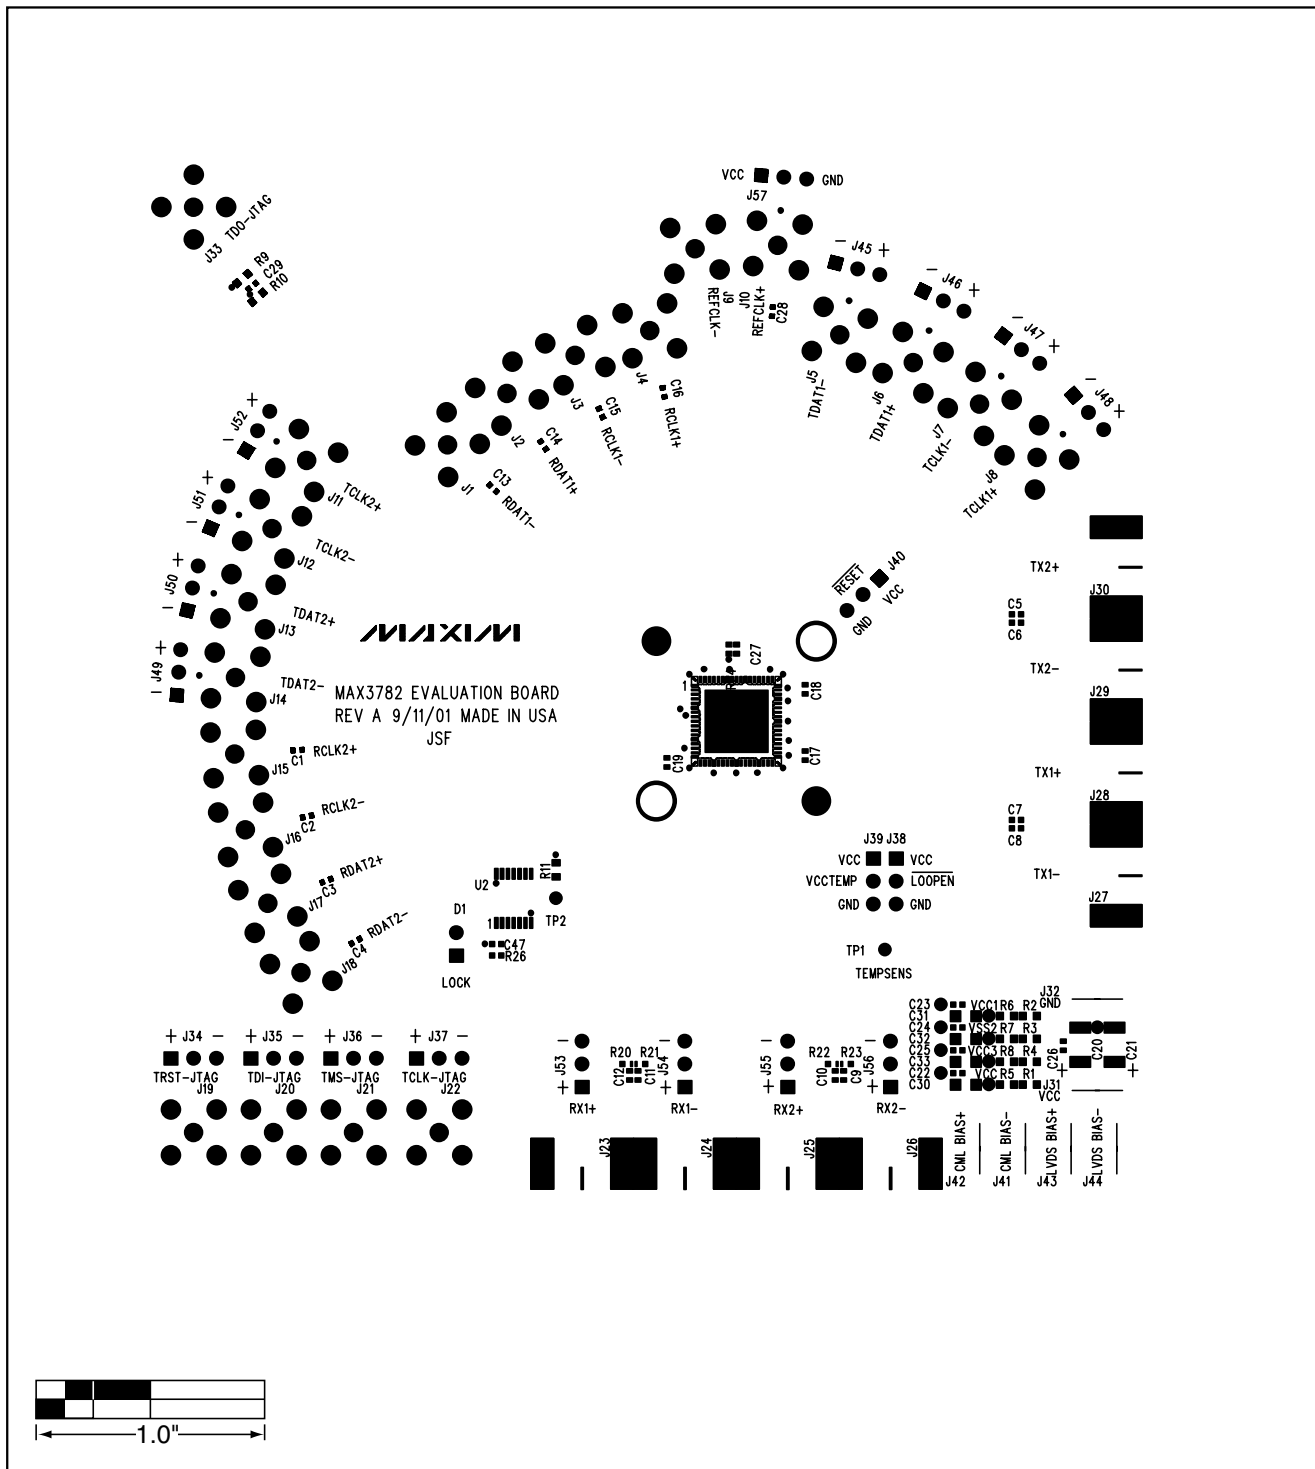 VCC GND
J57
J33 TDO-JTAG
R9
C29
R10
J45
- +
J46
- +
J47
- +
J48
- +
J9
REFCLK-
J10
REFCLK+
C28
J5
TDAT1-
J6
TDAT1+
J7
TCLK1-
J8
TCLK1+
J4
C16
RCLK1+
J3
C15
RCLK1-
J2
C14
RDAT1+
J1
C13
RDAT1-
J52
+ -
J51
+ -
J50
+ -
J49
+ -
J11
TCLK2+
J12
TCLK2-
J13
TDAT2+
J14
TDAT2-
J15
C1
RCLK2+
J16
C2
RCLK2-
J17
C3
RDAT2+
J18
C4
RDAT2-
MAXIM
MAX3782 EVALUATION BOARD
REV A 9/11/01 MADE IN USA
JSF
RESET
J40
VCC
GND
C27
1
C18
C19
C17
TX2+
J30
C5
C6
TX2-
J29
TX1+
J28
C7
C8
TX1-
J27
J39 J38
VCC VCC
VCCTEMP LOOPEN
GND GND
TP1
TEMPSENS
U2
1
R11
TP2
D1
LOCK
C47
R26
+ J34 -
TRST-JTAG
J19
+ J35 -
TDI-JTAG
J20
+ J36 -
TMS-JTAG
J21
+ J37 -
TCLK-JTAG
J22
- J53 +
R20 R21
C12 C11
- J54 +
- J55 +
R22 R23
C10 C9
- J56 +
RX1+ RX1- RX2+ RX2-
J23 J24 J25 J26
C23 VCC1 R6 R2
C31
C24 VSS2 R7 R3
C32
C25 VCC3 R8 R4
C33
C22 VCC R5 R1
C30
J32
GND
C26 + C20 C21 +
J31
VCC
CML BIAS+
J42
CML BIAS-
J41
LVDS BIAS+
J43
LVDS BIAS-
J44
1.0"